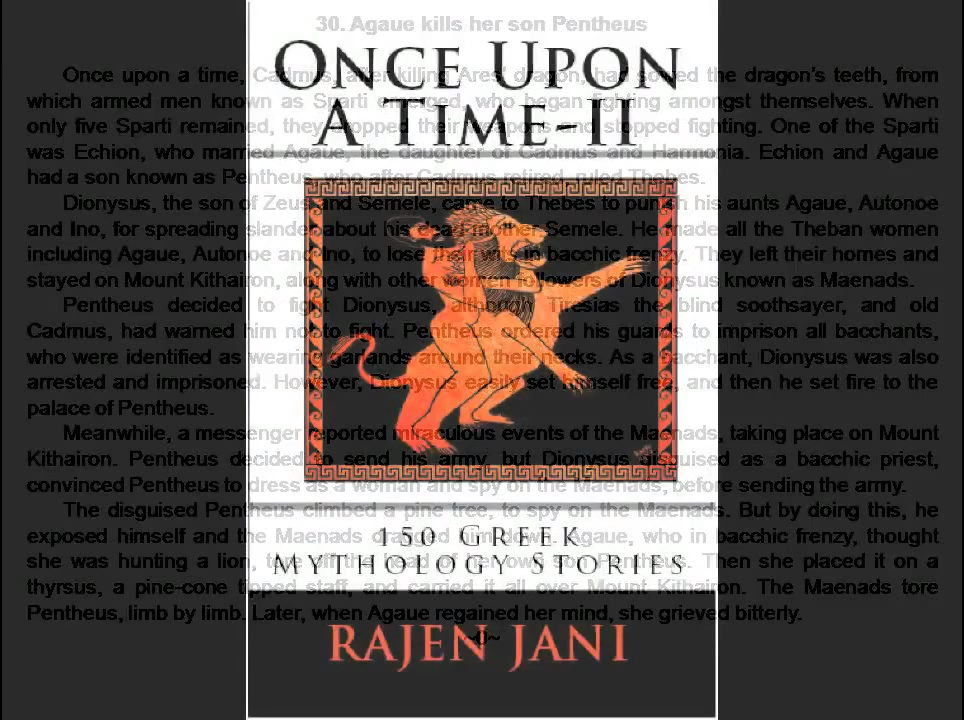 30. Agaue kills her son Pentheus
Once upon a time, Cadmus, after killing Ares' dragon, had sowed the dragon's teeth, from
which armed men known as Sparti emerged, who began fighting amongst themselves. When
only five Sparti remained, they dropped their weapons and stopped fighting. One of the Sparti
was Echion, who married Agaue, the daughter of Cadmus and Harmonia. Echion and Agaue
had a son known as Pentheus, who after Cadmus retired, ruled Thebes.
Dionysus, the son of Zeus and Semele, came to Thebes to punish his aunts Agaue, Autonoe
and Ino, for spreading slander about his dead mother Semele. He made all the Theban women
including Agaue, Autonoe and Ino, to lose their wits in bacchic frenzy. They left their homes and
stayed on Mount Kithairon, along with other women followers of Dionysus known as Maenads.
Pentheus decided to fight Dionysus, although Tiresias the blind soothsayer, and old
Cadmus, had warned him not to fight. Pentheus ordered his guards to imprison all bacchants,
who were identified as wearing garlands around their necks. As a bacchant, Dionysus was also
arrested and imprisoned. However, Dionysus easily set himself free, and then he set fire to the
palace of Pentheus.
Meanwhile, a messenger reported miraculous events of the Maenads, taking place on Mount
Kithairon. Pentheus decided to send his army, but Dionysus disguised as a bacchic priest,
convinced Pentheus to dress as a woman and spy on the Maenads, before sending the army.
The disguised Pentheus climbed a pine tree, to spy on the Maenads. But by doing this, he
exposed himself and the Maenads dragged him down. Agaue, who in bacchic frenzy, thought
she was hunting a lion, tore off the head of her own son Pentheus. Then she placed it on a
thyrsus, a pine-cone tipped staff, and carried it all over Mount Kithairon. The Maenads tore
Pentheus, limb by limb. Later, when Agaue regained her mind, she grieved bitterly.
~0~
ONCE UPON
A TIME-II
150 GREEK
MYTHOLOGY STORIES
RAJEN JANI